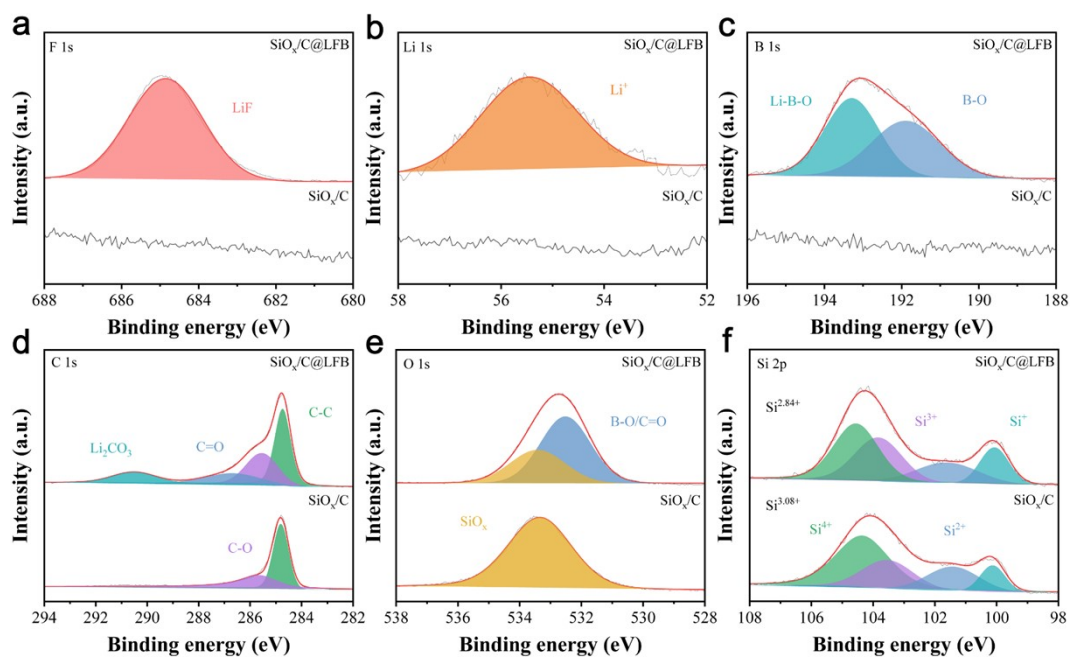 a
F 1s
SiOₓ/C@LFB
LiF
SiOₓ/C
Intensity (a.u.)
688 686 684 682 680
Binding energy (eV)
b
Li 1s
SiOₓ/C@LFB
Li⁺
SiOₓ/C
Intensity (a.u.)
58 56 54 52
Binding energy (eV)
c
B 1s
SiOₓ/C@LFB
Li-B-O
B-O
SiOₓ/C
Intensity (a.u.)
196 194 192 190 188
Binding energy (eV)
d
C 1s
SiOₓ/C@LFB
C-C
Li₂CO₃
C=O
SiOₓ/C
C-O
Intensity (a.u.)
294 292 290 288 286 284 282
Binding energy (eV)
e
O 1s
SiOₓ/C@LFB
B-O/C=O
SiOₓ/C
SiOₓ
Intensity (a.u.)
538 536 534 532 530 528
Binding energy (eV)
f
Si 2p
SiOₓ/C@LFB
Si²·⁸⁴⁺
Si³⁺
Si⁺
SiOₓ/C
Si³·⁰⁸⁺
Si⁴⁺
Si²⁺
Intensity (a.u.)
108 106 104 102 100 98
Binding energy (eV)